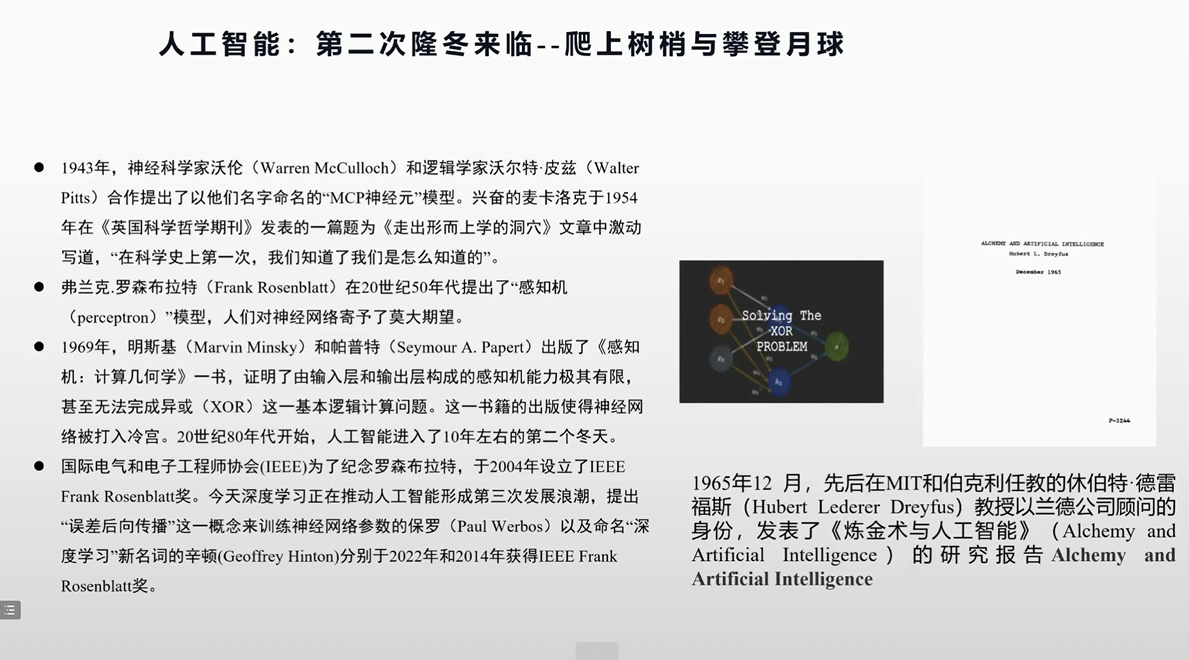 人工智能：第二次隆冬来临--爬上树梢与攀登月球
● 1943年，神经科学家沃伦（Warren McCulloch）和逻辑学家沃尔特·皮兹（Walter
Pitts）合作提出了以他们名字命名的“MCP神经元”模型。兴奋的麦卡洛克于1954
年在《英国科学哲学期刊》发表的一篇题为《走出形而上学的洞穴》文章中激动
写道，“在科学史上第一次，我们知道了我们是怎么知道的”。
● 弗兰克.罗森布拉特（Frank Rosenblatt）在20世纪50年代提出了“感知机
（perceptron）”模型，人们对神经网络寄予了莫大期望。
● 1969年，明斯基（Marvin Minsky）和帕普特（Seymour A. Papert）出版了《感知
机：计算几何学》一书，证明了由输入层和输出层构成的感知机能力极其有限，
甚至无法完成异或（XOR）这一基本逻辑计算问题。这一书籍的出版使得神经网
络被打入冷宫。20世纪80年代开始，人工智能进入了10年左右的第二个冬天。
● 国际电气和电子工程师协会(IEEE)为了纪念罗森布拉特，于2004年设立了IEEE
Frank Rosenblatt奖。今天深度学习正在推动人工智能形成第三次发展浪潮，提出
“误差后向传播”这一概念来训练神经网络参数的保罗（Paul Werbos）以及命名“深
度学习”新名词的辛顿(Geoffrey Hinton)分别于2022年和2014年获得IEEE Frank
Rosenblatt奖。
Solving The
XOR
PROBLEM
ALCHEMY AND ARTIFICIAL INTELLIGENCE
Hubert L. Dreyfus
December 1965
P-3244
1965年12 月，先后在MIT和伯克利任教的休伯特·德雷
福斯（Hubert Lederer Dreyfus）教授以兰德公司顾问的
身份，发表了《炼金术与人工智能》（Alchemy and
Artificial Intelligence）的研究报告Alchemy and
Artificial Intelligence